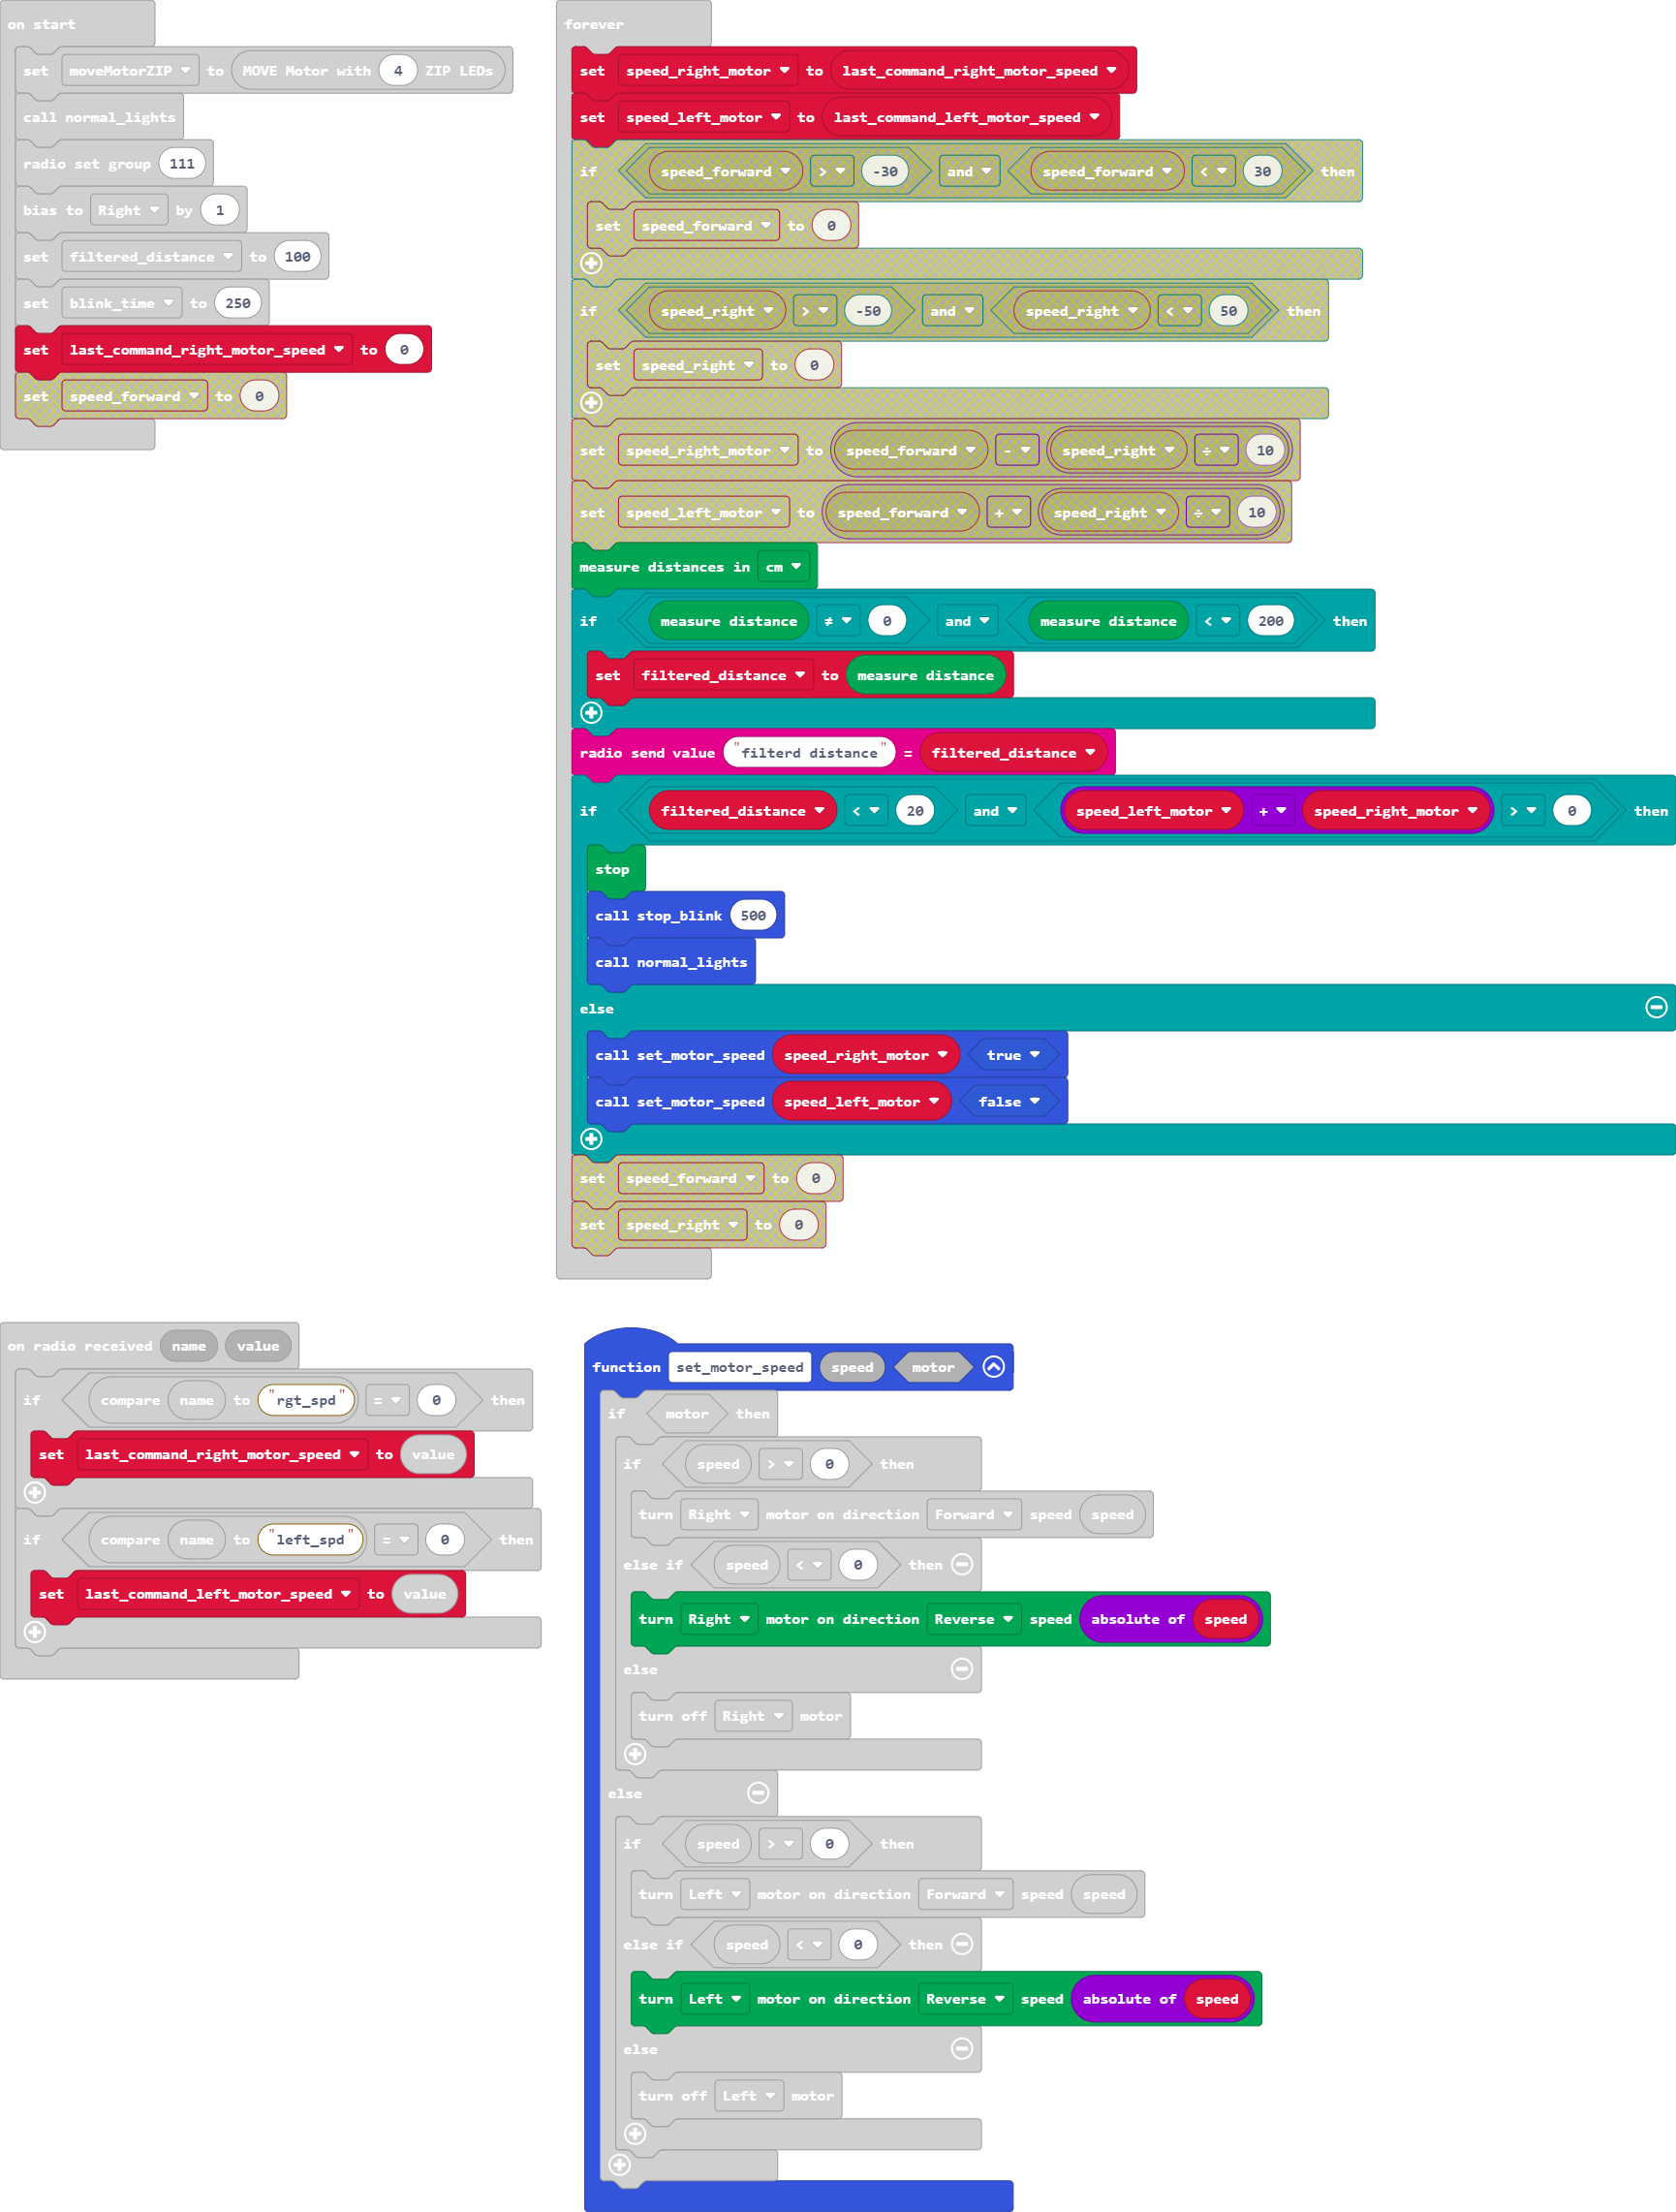 on start
set moveMotorZIP to MOVE Motor with 4 ZIP LEDs
call normal_lights
radio set group 111
bias to Right by 1
set filtered_distance to 100
set blink_time to 250
set last_command_right_motor_speed to 0
set speed_forward to 0
forever
set speed_right_motor to last_command_right_motor_speed
set speed_left_motor to last_command_left_motor_speed
if speed_forward > -30 and speed_forward < 30 then
set speed_forward to 0
if speed_right > -50 and speed_right < 50 then
set speed_right to 0
set speed_right_motor to speed_forward - speed_right ÷ 10
set speed_left_motor to speed_forward + speed_right ÷ 10
measure distances in cm
if measure distance ≠ 0 and measure distance < 200 then
set filtered_distance to measure distance
radio send value "filterd distance" = filtered_distance
if filtered_distance < 20 and speed_left_motor + speed_right_motor > 0 then
stop
call stop_blink 500
call normal_lights
else
call set_motor_speed speed_right_motor true
call set_motor_speed speed_left_motor false
set speed_forward to 0
set speed_right to 0
on radio received name value
if compare name to "rgt_spd" = 0 then
set last_command_right_motor_speed to value
if compare name to "left_spd" = 0 then
set last_command_left_motor_speed to value
function set_motor_speed speed motor
if motor then
if speed > 0 then
turn Right motor on direction Forward speed speed
else if speed < 0 then
turn Right motor on direction Reverse speed absolute of speed
else
turn off Right motor
else
if speed > 0 then
turn Left motor on direction Forward speed speed
else if speed < 0 then
turn Left motor on direction Reverse speed absolute of speed
else
turn off Left motor